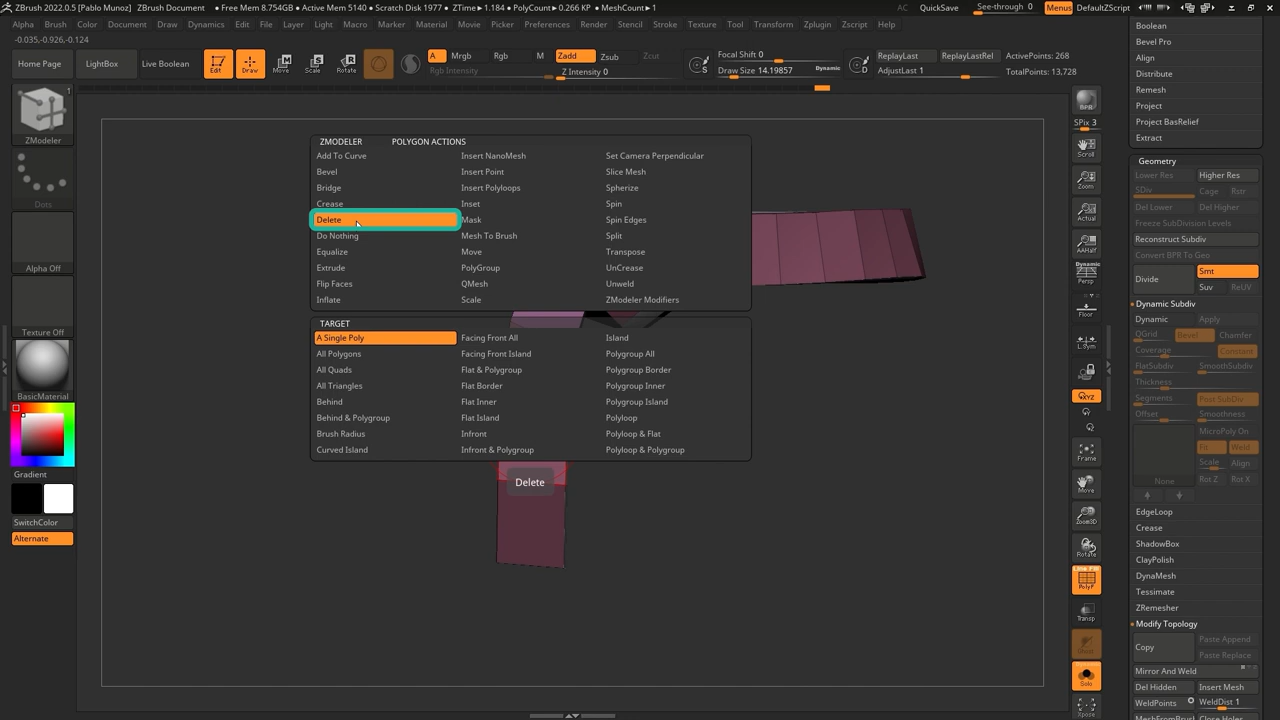 ZBrush 2022.0.5 [Pablo Munoz] ZBrush Document • Free Mem 8.754GB • Active Mem 5140 • Scratch Disk 1977 • ZTime ▸ 1.184 • PolyCount ▸ 0.266 KP • MeshCount ▸ 1 AC QuickSave See-through 0 Menus DefaultZScript
Alpha Brush Color Document Draw Dynamics Edit File Layer Light Macro Marker Material Movie Picker Preferences Render Stencil Stroke Texture Tool Transform Zplugin Zscript Help
-0.035,-0.926,-0.124
Home Page LightBox Live Boolean Edit Draw Move Scale Rotate A Mrgb Rgb M Zadd Zsub Zcut Focal Shift 0 S D ReplayLast ReplayLastRel ActivePoints: 268
Rgb Intensity Z Intensity 0 Draw Size 14.19857 Dynamic AdjustLast 1 TotalPoints: 13,728
1
ZModeler
Dots
Alpha Off
Texture Off
BasicMaterial
Gradient
SwitchColor
Alternate
ZMODELER POLYGON ACTIONS
Add To Curve Insert NanoMesh Set Camera Perpendicular
Bevel Insert Point Slice Mesh
Bridge Insert Polyloops Spherize
Crease Inset Spin
Delete Mask Spin Edges
Do Nothing Mesh To Brush Split
Equalize Move Transpose
Extrude PolyGroup UnCrease
Flip Faces QMesh Unweld
Inflate Scale ZModeler Modifiers
TARGET
A Single Poly Facing Front All Island
All Polygons Facing Front Island Polygroup All
All Quads Flat & Polygroup Polygroup Border
All Triangles Flat Border Polygroup Inner
Behind Flat Inner Polygroup Island
Behind & Polygroup Flat Island Polyloop
Brush Radius Infront Polyloop & Flat
Curved Island Infront & Polygroup Polyloop & Polygroup
Delete
BPR
SPix 3
Scroll
Zoom
Actual
AAHalf
Dynamic
Persp
Floor
L.Sym
XYZ
Frame
Move
Zoom3D
Rotate
Line Fill
PolyF
Transp
Ghost
Dynamic
Solo
Xpose
Boolean
Bevel Pro
Align
Distribute
Remesh
Project
Project BasRelief
Extract
Geometry
Lower Res Higher Res
SDiv Cage Rstr
Del Lower Del Higher
Freeze SubDivision Levels
Reconstruct Subdiv
Convert BPR To Geo
Divide Smt
Suv ReUV
Dynamic Subdiv
Dynamic Apply
QGrid Bevel Chamfer
Coverage Constant
FlatSubdiv SmoothSubdiv
Thickness
Segments Post SubDiv
Offset Smoothness
MicroPoly On
Fit Weld
Scale Align
None Rot Z Rot X
EdgeLoop
Crease
ShadowBox
ClayPolish
DynaMesh
Tessimate
ZRemesher
Modify Topology
Copy Paste Append
Paste Replace
Mirror And Weld
Del Hidden Insert Mesh
WeldPoints WeldDist 1
MeshFromBrush Close Holes